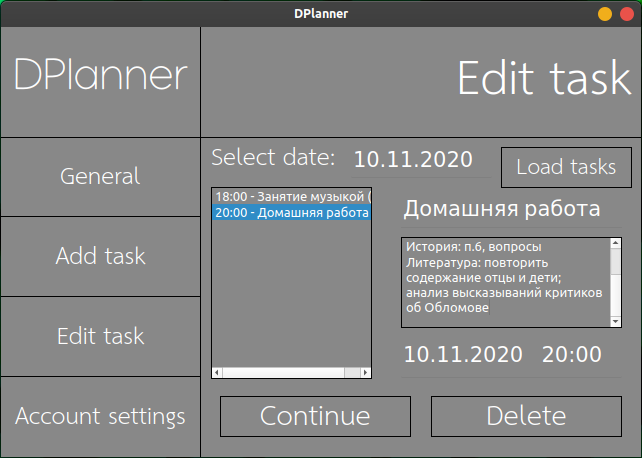 DPlanner
DPlanner
Edit task
General
Add task
Edit task
Account settings
Select date:
10.11.2020
Load tasks
18:00 - Занятие музыкой (
20:00 - Домашняя работа
Домашняя работа
История: п.6, вопросы
Литература: повторить
содержание отцы и дети;
анализ высказываний критиков
об Обломове
10.11.2020 20:00
Continue
Delete